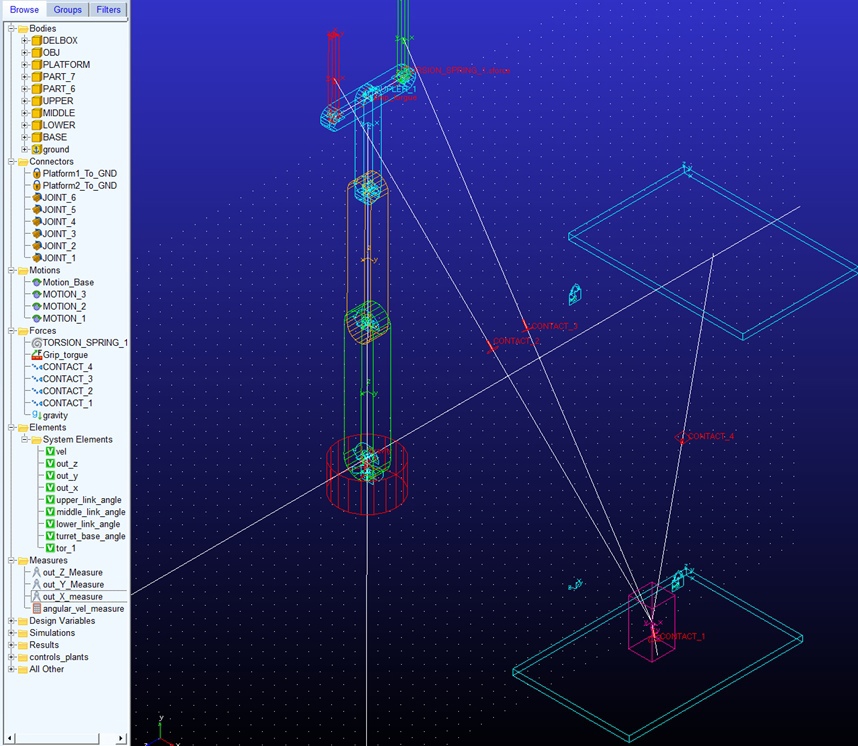 Browse Groups Filters
Bodies
DELBOX
OBJ
PLATFORM
PART_7
PART_6
UPPER
MIDDLE
LOWER
BASE
ground
Connectors
Platform1_To_GND
Platform2_To_GND
JOINT_6
JOINT_5
JOINT_4
JOINT_3
JOINT_2
JOINT_1
Motions
Motion_Base
MOTION_3
MOTION_2
MOTION_1
Forces
TORSION_SPRING_1
Grip_torgue
CONTACT_4
CONTACT_3
CONTACT_2
CONTACT_1
gravity
Elements
System Elements
vel
out_z
out_y
out_x
upper_link_angle
middle_link_angle
lower_link_angle
turret_base_angle
tor_1
Measures
out_Z_Measure
out_Y_Measure
out_X_measure
angular_vel_measure
Design Variables
Simulations
Results
controls_plants
All Other
CONTACT_3
CONTACT_2
CONTACT_4
CONTACT_1